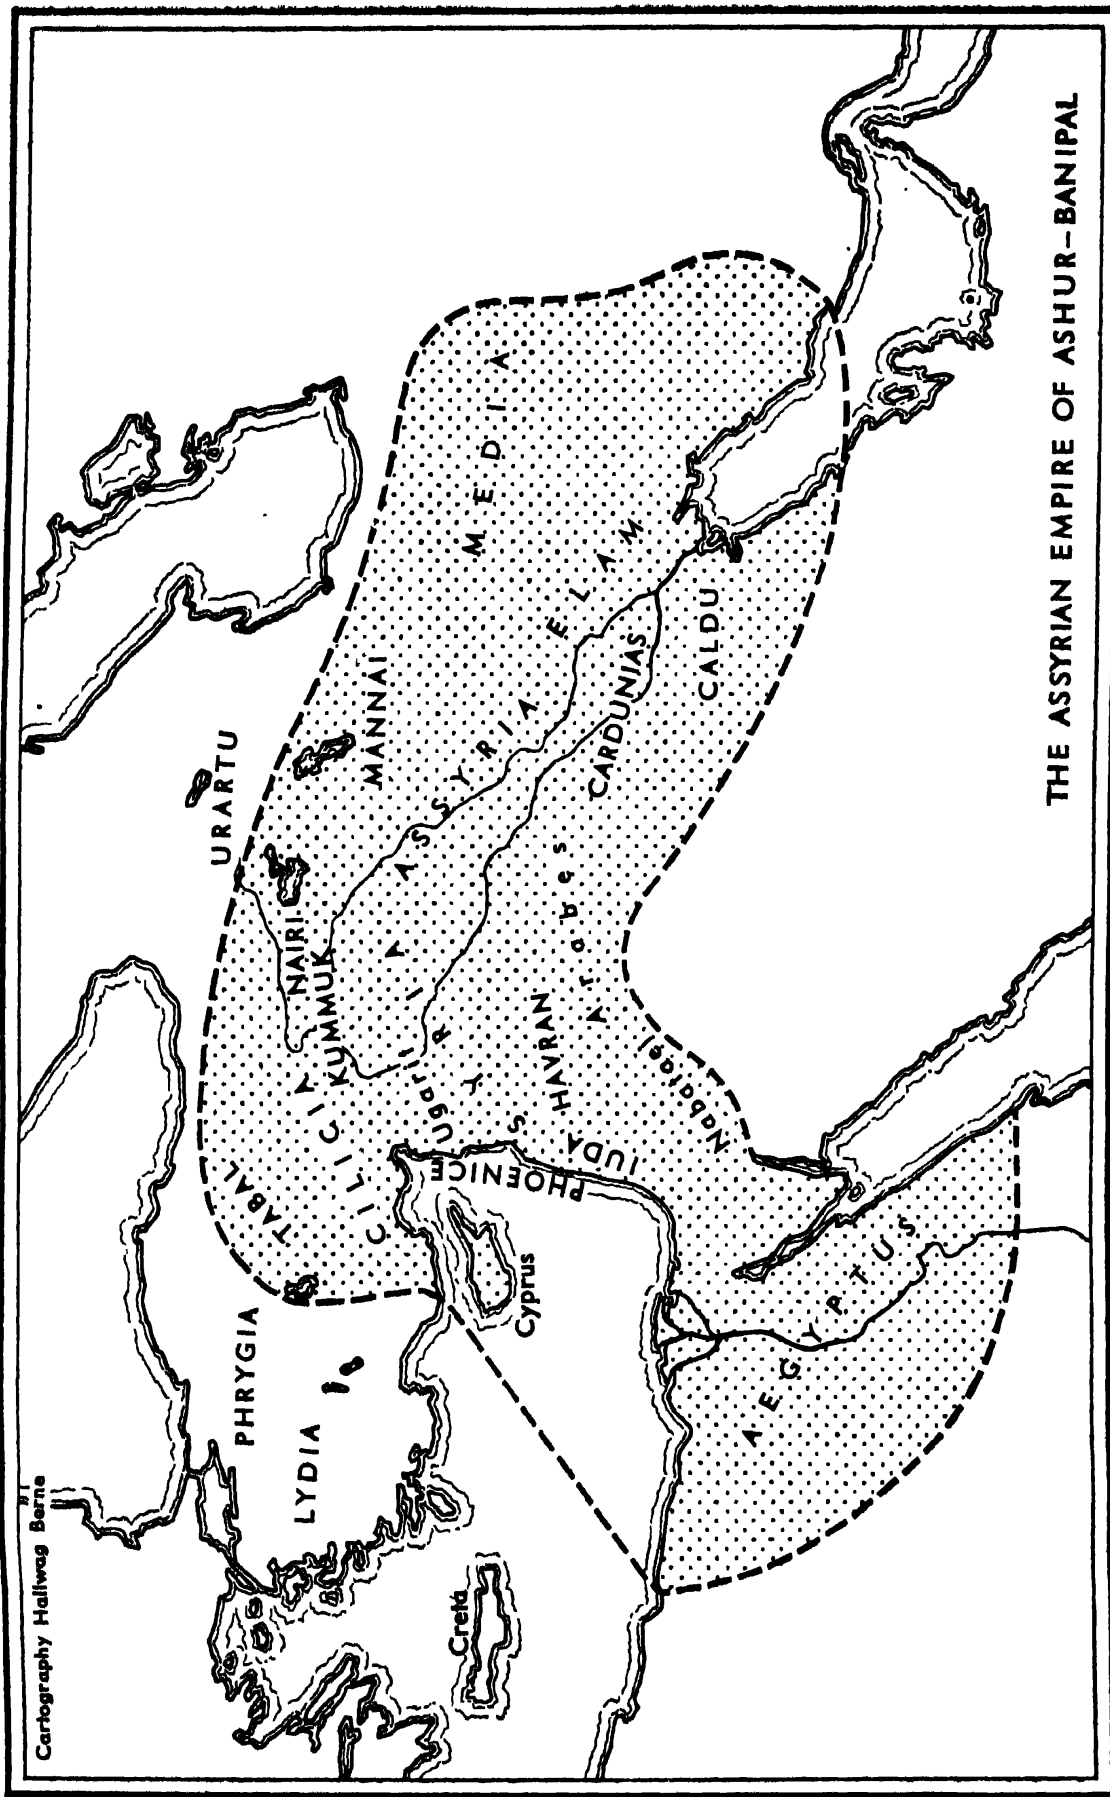 Cartography Hallwag Berne
PHRYGIA
LYDIA
Creta
Cyprus
TABAL
CILICIA
KUMMUK
NAIRI
URARTU
MANNAI
MEDIA
ASSYRIA
ELAM
CARDUNIAS
CALDU
Ugarit
SYRIA
PHOENICE
IUDA
HAVRAN
Arabes
Nabataei
AEGYPTUS
THE ASSYRIAN EMPIRE OF ASHUR-BANIPAL